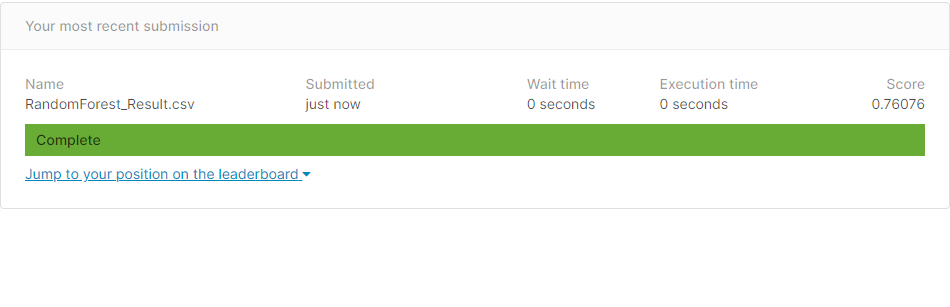 Your most recent submission
Name Submitted Wait time Execution time Score
RandomForest_Result.csv just now 0 seconds 0 seconds 0.76076
Complete
Jump to your position on the leaderboard